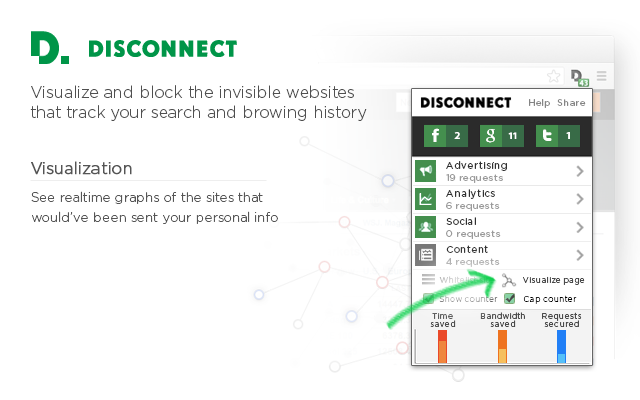 D. DISCONNECT
Visualize and block the invisible websites
that track your search and browing history
Visualization
See realtime graphs of the sites that
would've been sent your personal info
43
DISCONNECT Help Share
f 2 g 11 t 1
Advertising
19 requests
Analytics
6 requests
Social
0 requests
Content
4 requests
Visualize page
Show counter Cap counter
Time saved Bandwidth saved Requests secured